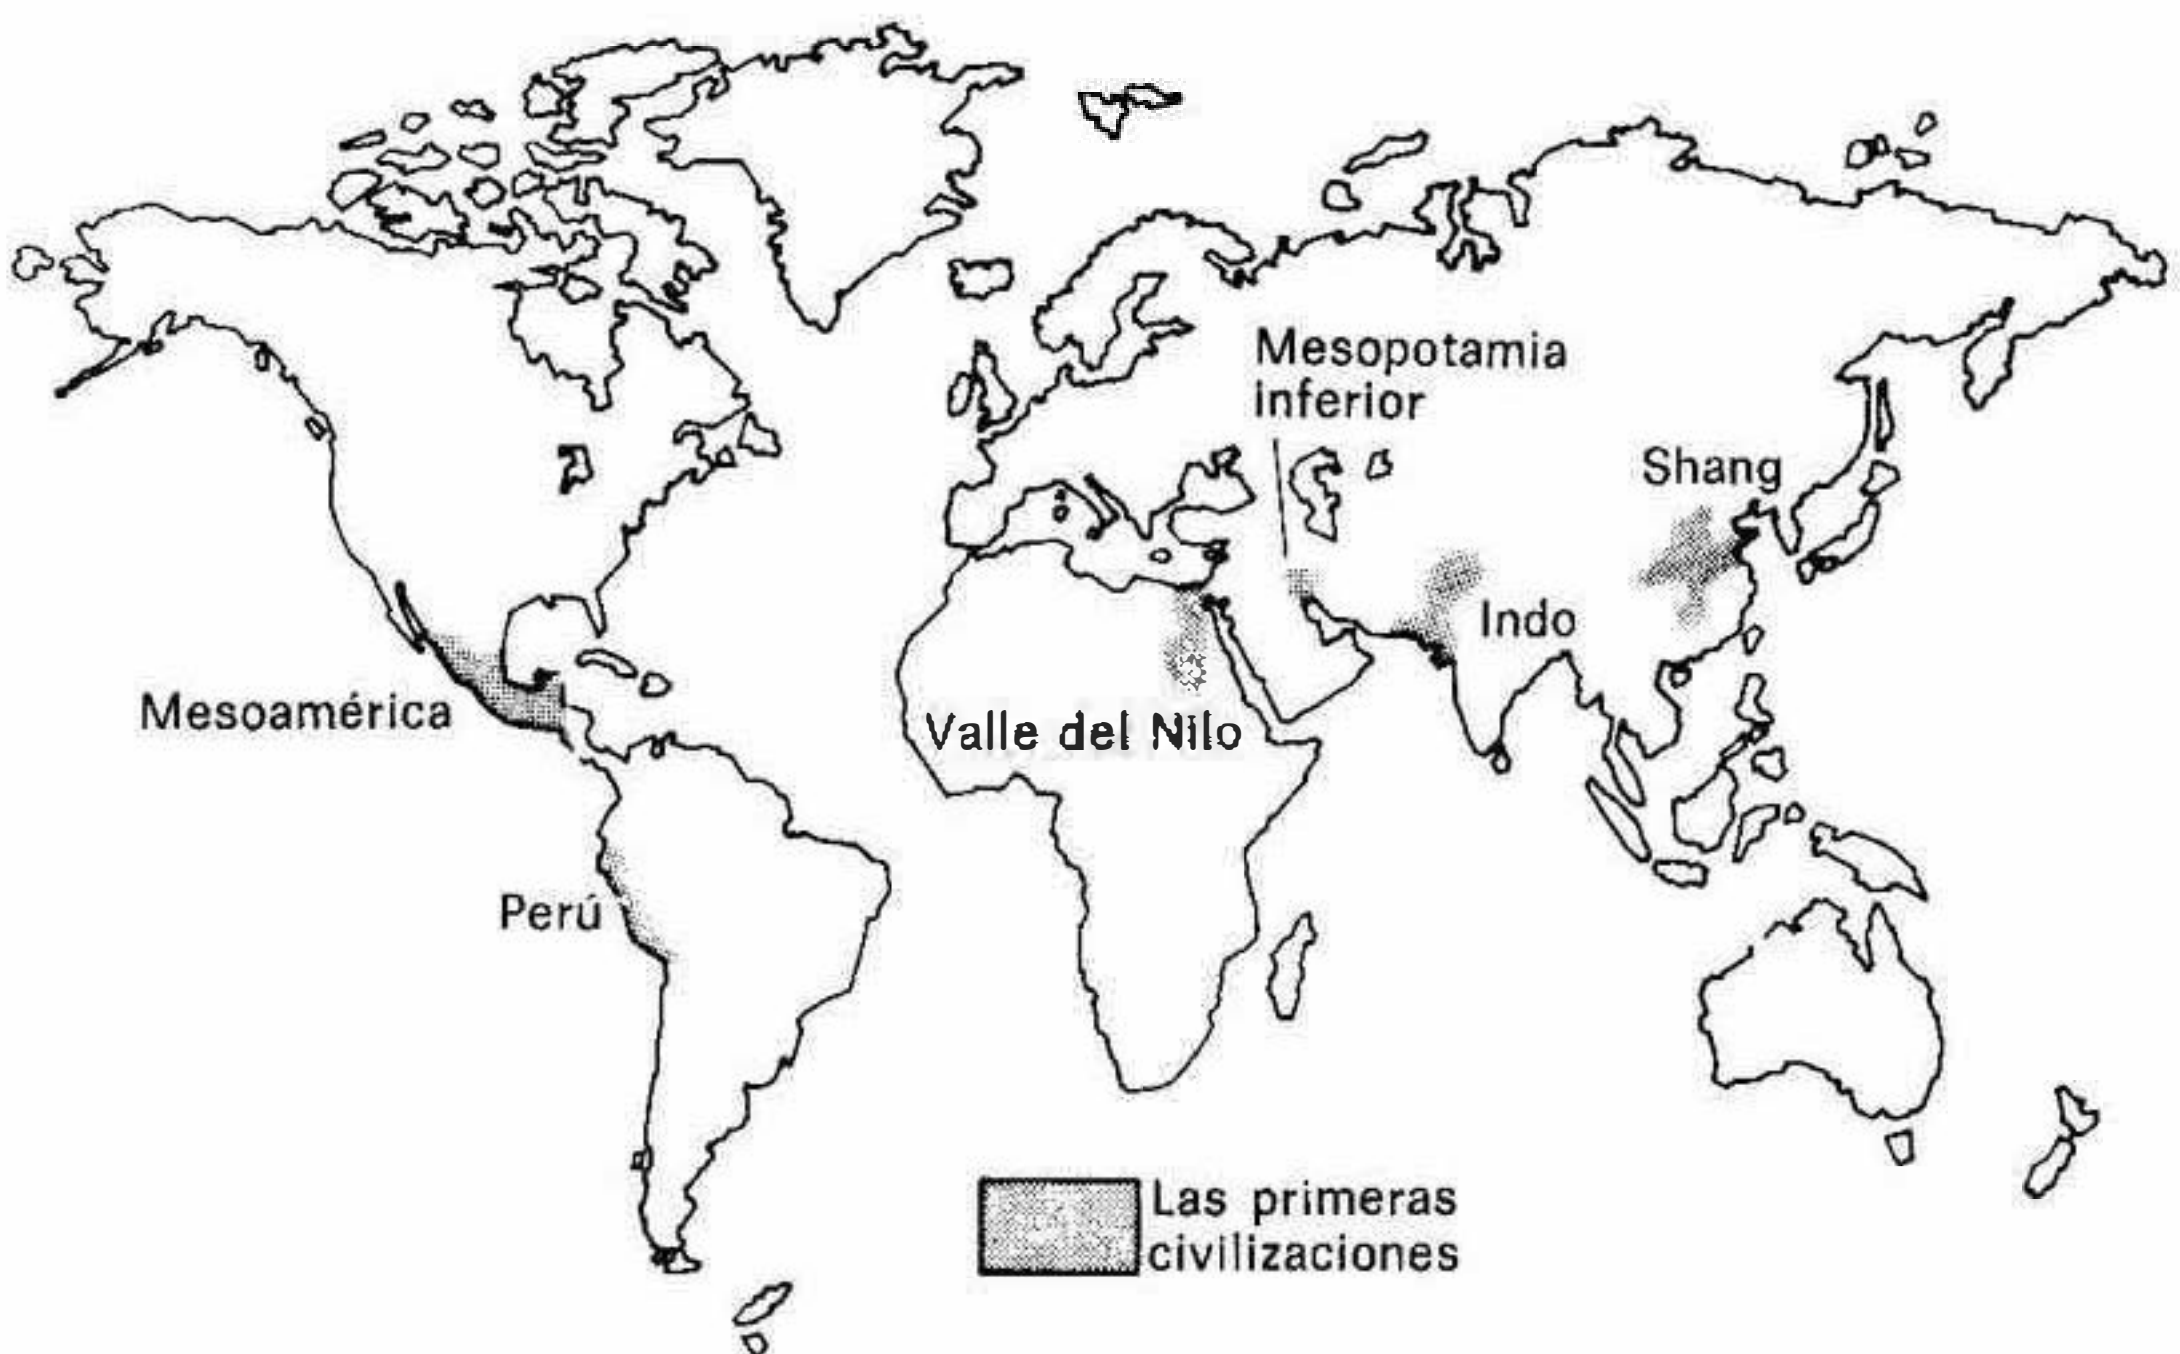 Mesopotamia
inferior
Shang
Indo
Mesoamérica
Valle del Nilo
Perú
Las primeras
civilizaciones